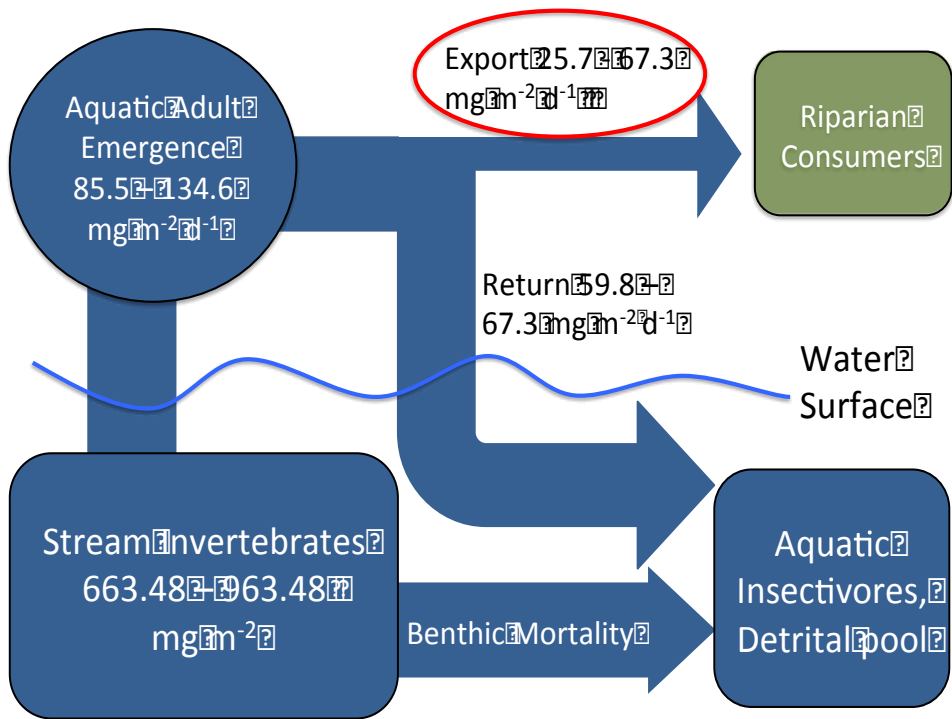 Export 25.7 – 67.3
mg m-2 d-1
Aquatic Adult
Emergence
85.5 – 134.6
mg m-2 d-1
Riparian
Consumers
Return 59.8 –
67.3 mg m-2 d-1
Water
Surface
Stream Invertebrates
663.48 – 963.48
mg m-2
Benthic Mortality
Aquatic
Insectivores,
Detrital pool